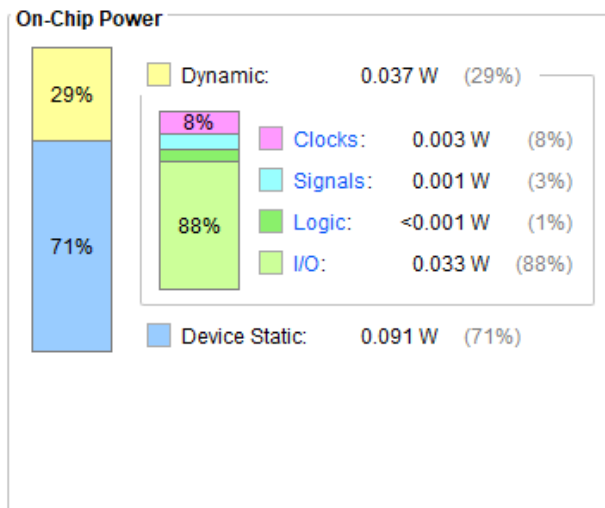 On-Chip Power
29%
71%
Dynamic: 0.037 W (29%)
8%
88%
Clocks: 0.003 W (8%)
Signals: 0.001 W (3%)
Logic: <0.001 W (1%)
I/O: 0.033 W (88%)
Device Static: 0.091 W (71%)